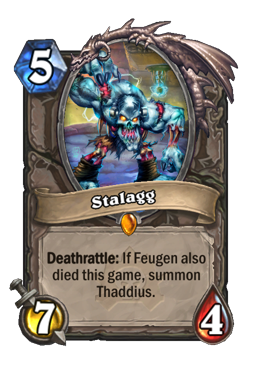 5
Stalagg
Deathrattle: If Feugen also
died this game, summon
Thaddius.
7
4